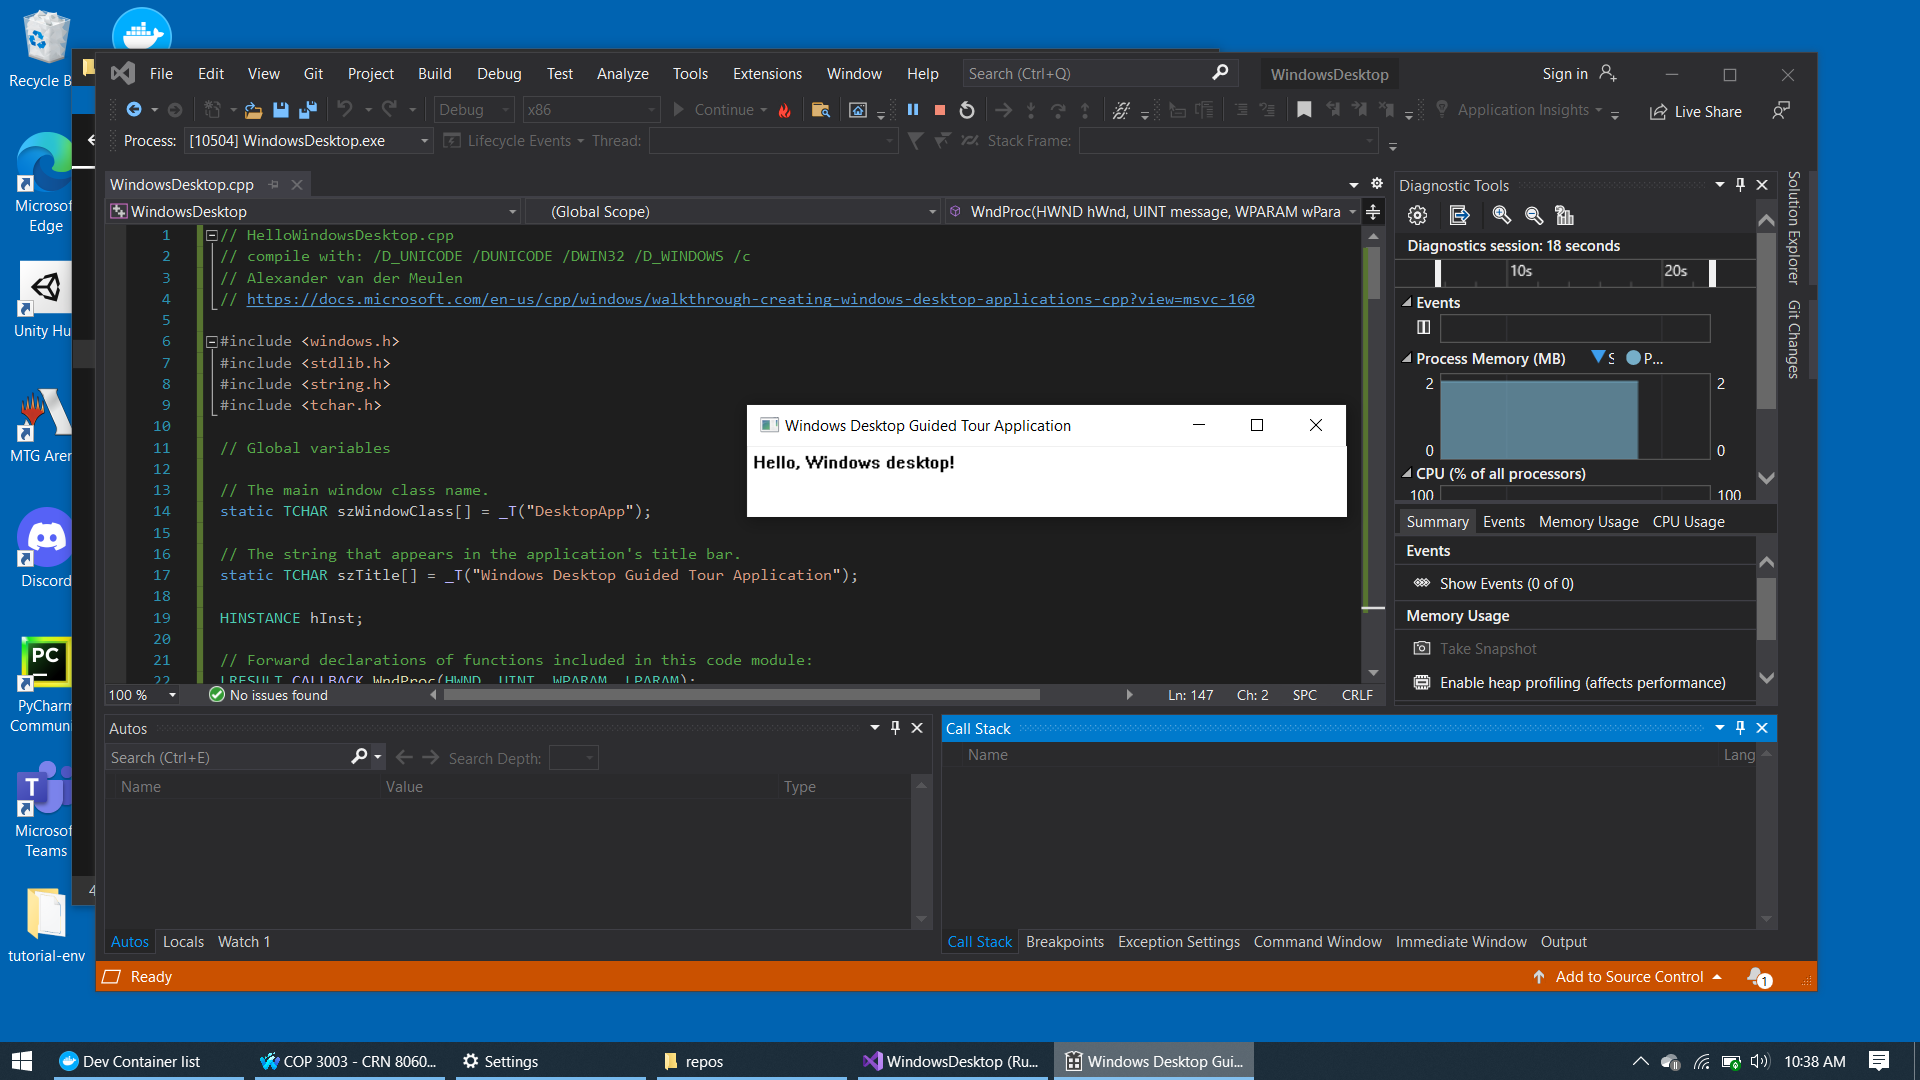 Recycle B
Microsof
Edge
Unity Hu
MTG Aren
Discord
PC
PyCharm
Communi
T
Microsof
Teams
tutorial-env
4
File Edit View Git Project Build Debug Test Analyze Tools Extensions Window Help Search (Ctrl+Q) WindowsDesktop Sign in
Debug x86 Continue Application Insights Live Share
Process: [10504] WindowsDesktop.exe Lifecycle Events Thread: Stack Frame:
WindowsDesktop.cpp
WindowsDesktop (Global Scope) WndProc(HWND hWnd, UINT message, WPARAM wPara
1 // HelloWindowsDesktop.cpp
2 // compile with: /D_UNICODE /DUNICODE /DWIN32 /D_WINDOWS /c
3 // Alexander van der Meulen
4 // https://docs.microsoft.com/en-us/cpp/windows/walkthrough-creating-windows-desktop-applications-cpp?view=msvc-160
5
6 #include <windows.h>
7 #include <stdlib.h>
8 #include <string.h>
9 #include <tchar.h>
10
11 // Global variables
12
13 // The main window class name.
14 static TCHAR szWindowClass[] = _T("DesktopApp");
15
16 // The string that appears in the application's title bar.
17 static TCHAR szTitle[] = _T("Windows Desktop Guided Tour Application");
18
19 HINSTANCE hInst;
20
21 // Forward declarations of functions included in this code module:
22 LRESULT CALLBACK WndProc(HWND, UINT, WPARAM, LPARAM);
Windows Desktop Guided Tour Application
Hello, Windows desktop!
100 % No issues found Ln: 147 Ch: 2 SPC CRLF
Diagnostic Tools
Diagnostics session: 18 seconds
10s 20s
Events
Process Memory (MB) S P...
2 2
0 0
CPU (% of all processors)
100 100
Summary Events Memory Usage CPU Usage
Events
Show Events (0 of 0)
Memory Usage
Take Snapshot
Enable heap profiling (affects performance)
Solution Explorer
Git Changes
Autos
Search (Ctrl+E) Search Depth:
Name Value Type
Autos Locals Watch 1
Call Stack
Name Lang
Call Stack Breakpoints Exception Settings Command Window Immediate Window Output
Ready Add to Source Control 1
Dev Container list COP 3003 - CRN 8060... Settings repos WindowsDesktop (Ru... Windows Desktop Gui... 10:38 AM